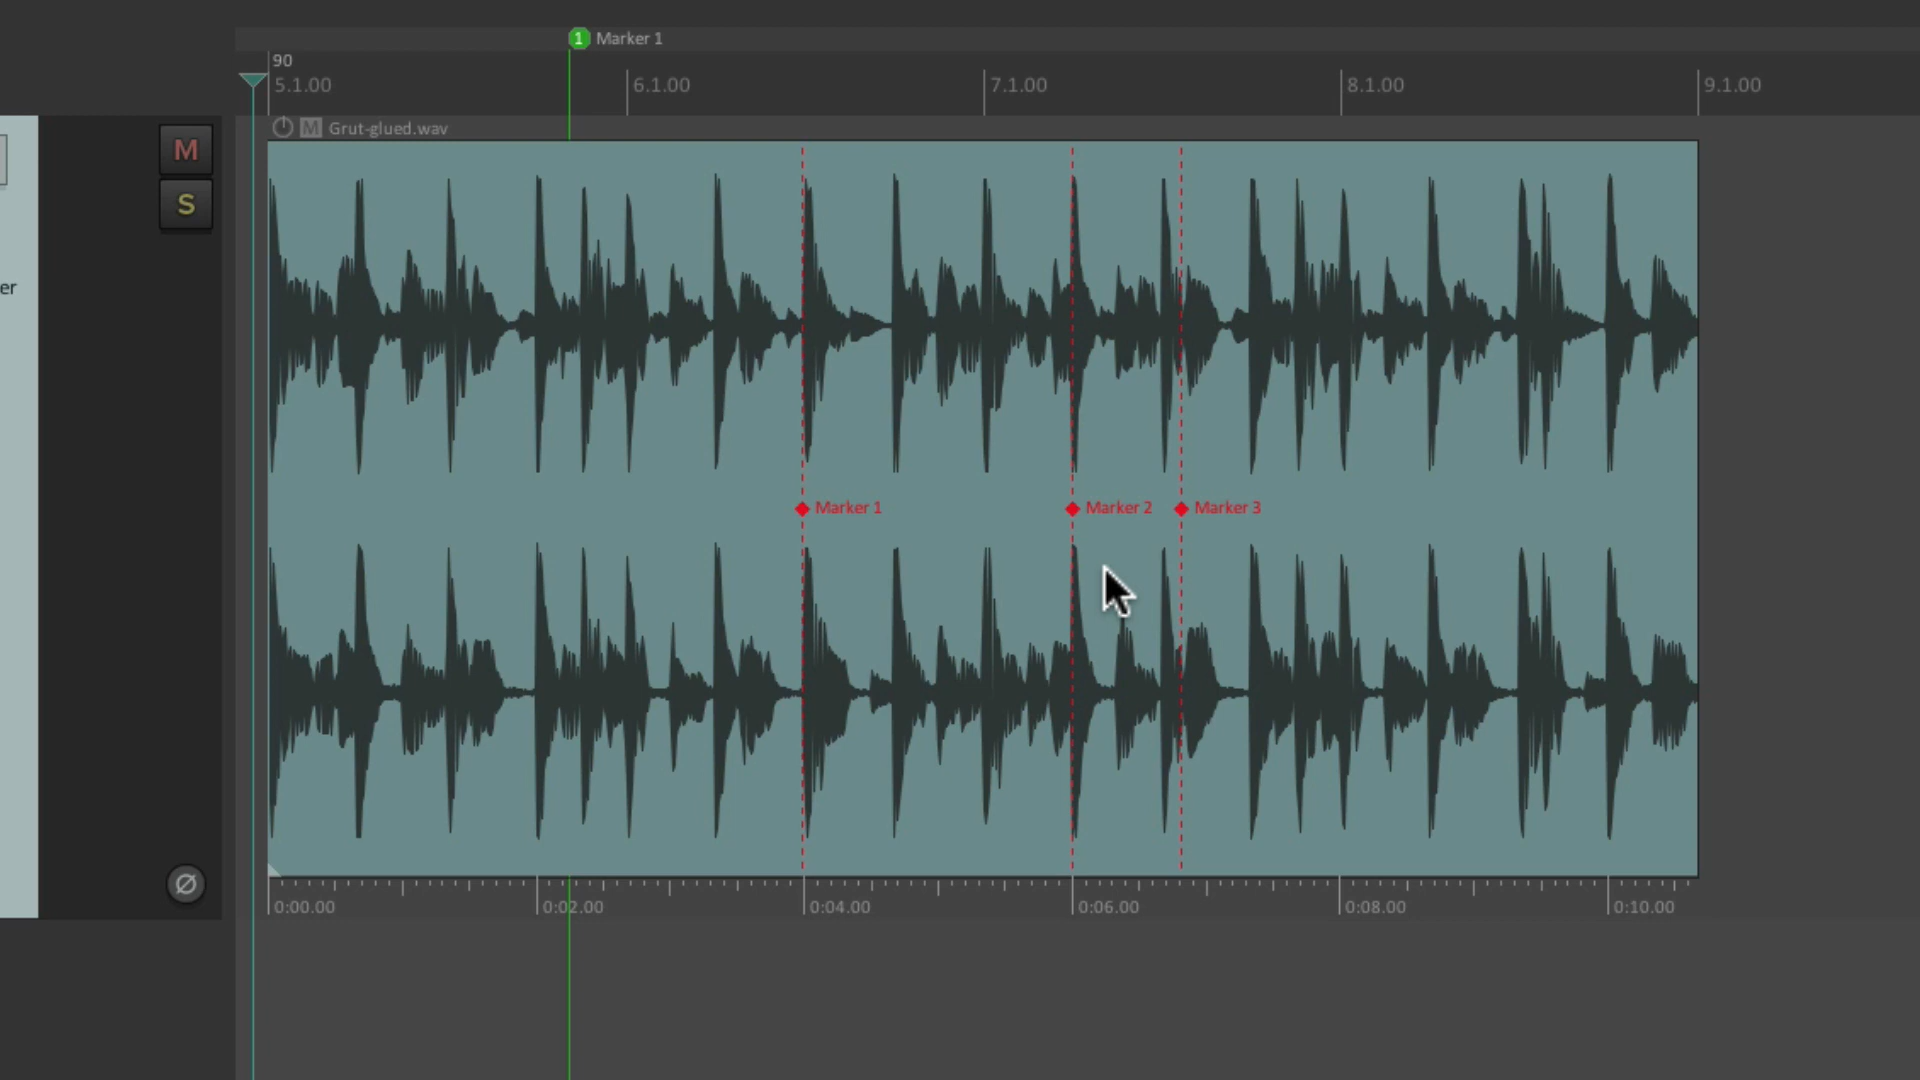 1 Marker 1
90
5.1.00 6.1.00 7.1.00 8.1.00 9.1.00
M Grut-glued.wav
M
S
er
Marker 1 Marker 2 Marker 3
0:00.00 0:02.00 0:04.00 0:06.00 0:08.00 0:10.00